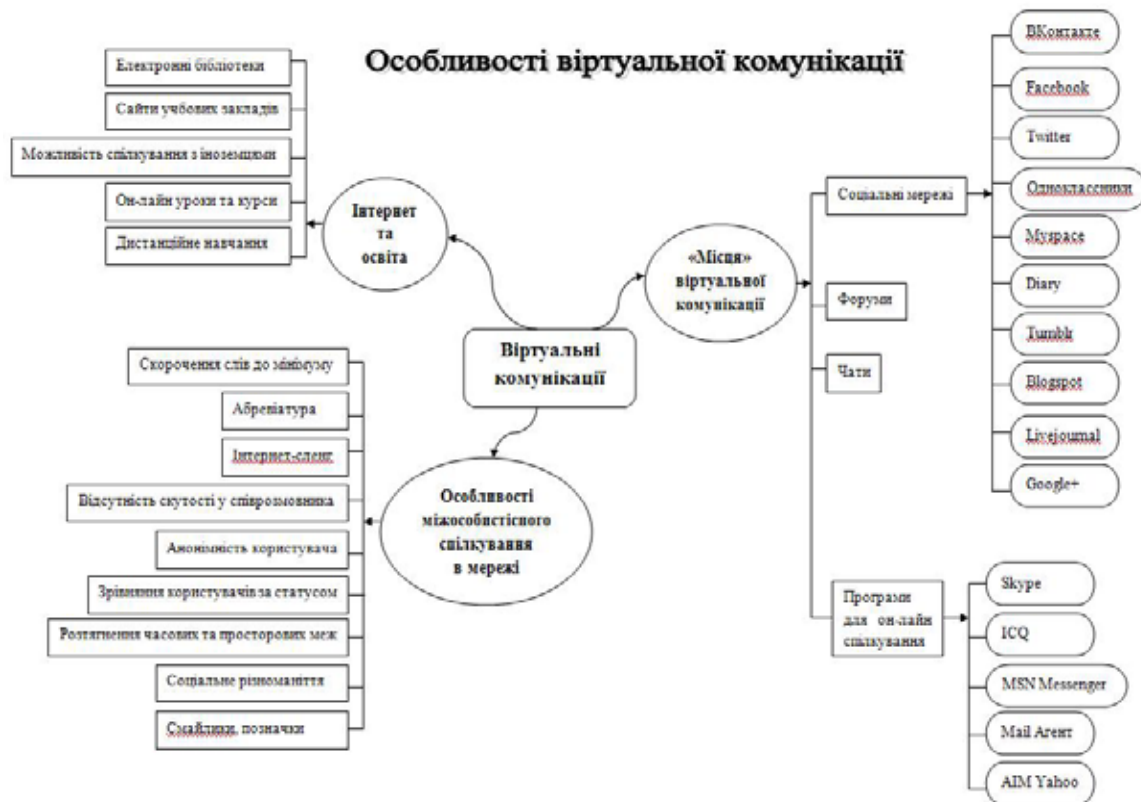 Особливості віртуальної комунікації
Електронні бібліотеки
Сайти учбових закладів
Можливість спілкування з іноземцями
Он-лайн уроки та курси
Дистанційне навчання
Інтернет
та
освіта
«Місця»
віртуальної
комунікації
Віртуальні
комунікації
Особливості
міжособистісного
спілкування
в мережі
Скорочення слів до мінімуму
Абревіатура
Інтернет-сленг
Відсутність скутості у співрозмовника
Анонімність користувача
Зрівняння користувачів за статусом
Розтягнення часових та просторових меж
Соціальне різноманіття
Смайлики, позначки
Соціальні мережі
Форуми
Чати
Програми
для он-лайн
спілкування
ВКонтакте
Facebook
Twitter
Одноклассники
Myspace
Diary
Tumblr
Blogspot
Livejournal
Google+
Skype
ICQ
MSN Messenger
Mail Агент
AIM Yahoo